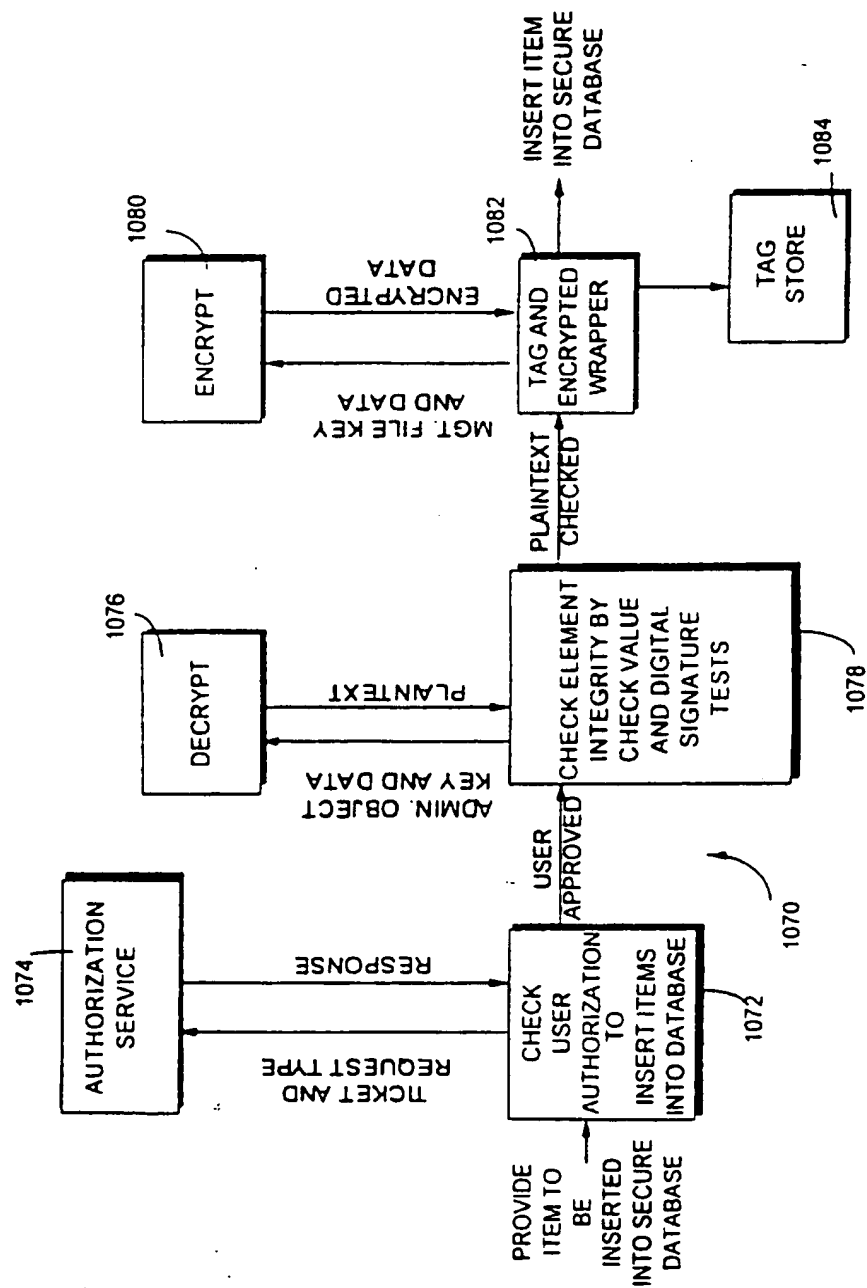 1074
AUTHORIZATION
SERVICE
TICKET AND
REQUEST TYPE
RESPONSE
PROVIDE
ITEM TO
BE
INSERTED
INTO SECURE
DATABASE
CHECK
USER
AUTHORIZATION
TO
INSERT ITEMS
INTO DATABASE
1072
1070
USER
APPROVED
1076
DECRYPT
ADMIN. OBJECT
KEY AND DATA
PLAINTEXT
CHECK ELEMENT
INTEGRITY BY
CHECK VALUE
AND DIGITAL
SIGNATURE
TESTS
1078
PLAINTEXT
CHECKED
1080
ENCRYPT
MGT. FILE KEY
AND DATA
ENCRYPTED
DATA
1082
TAG AND
ENCRYPTED
WRAPPER
INSERT ITEM
INTO SECURE
DATABASE
TAG
STORE
1084